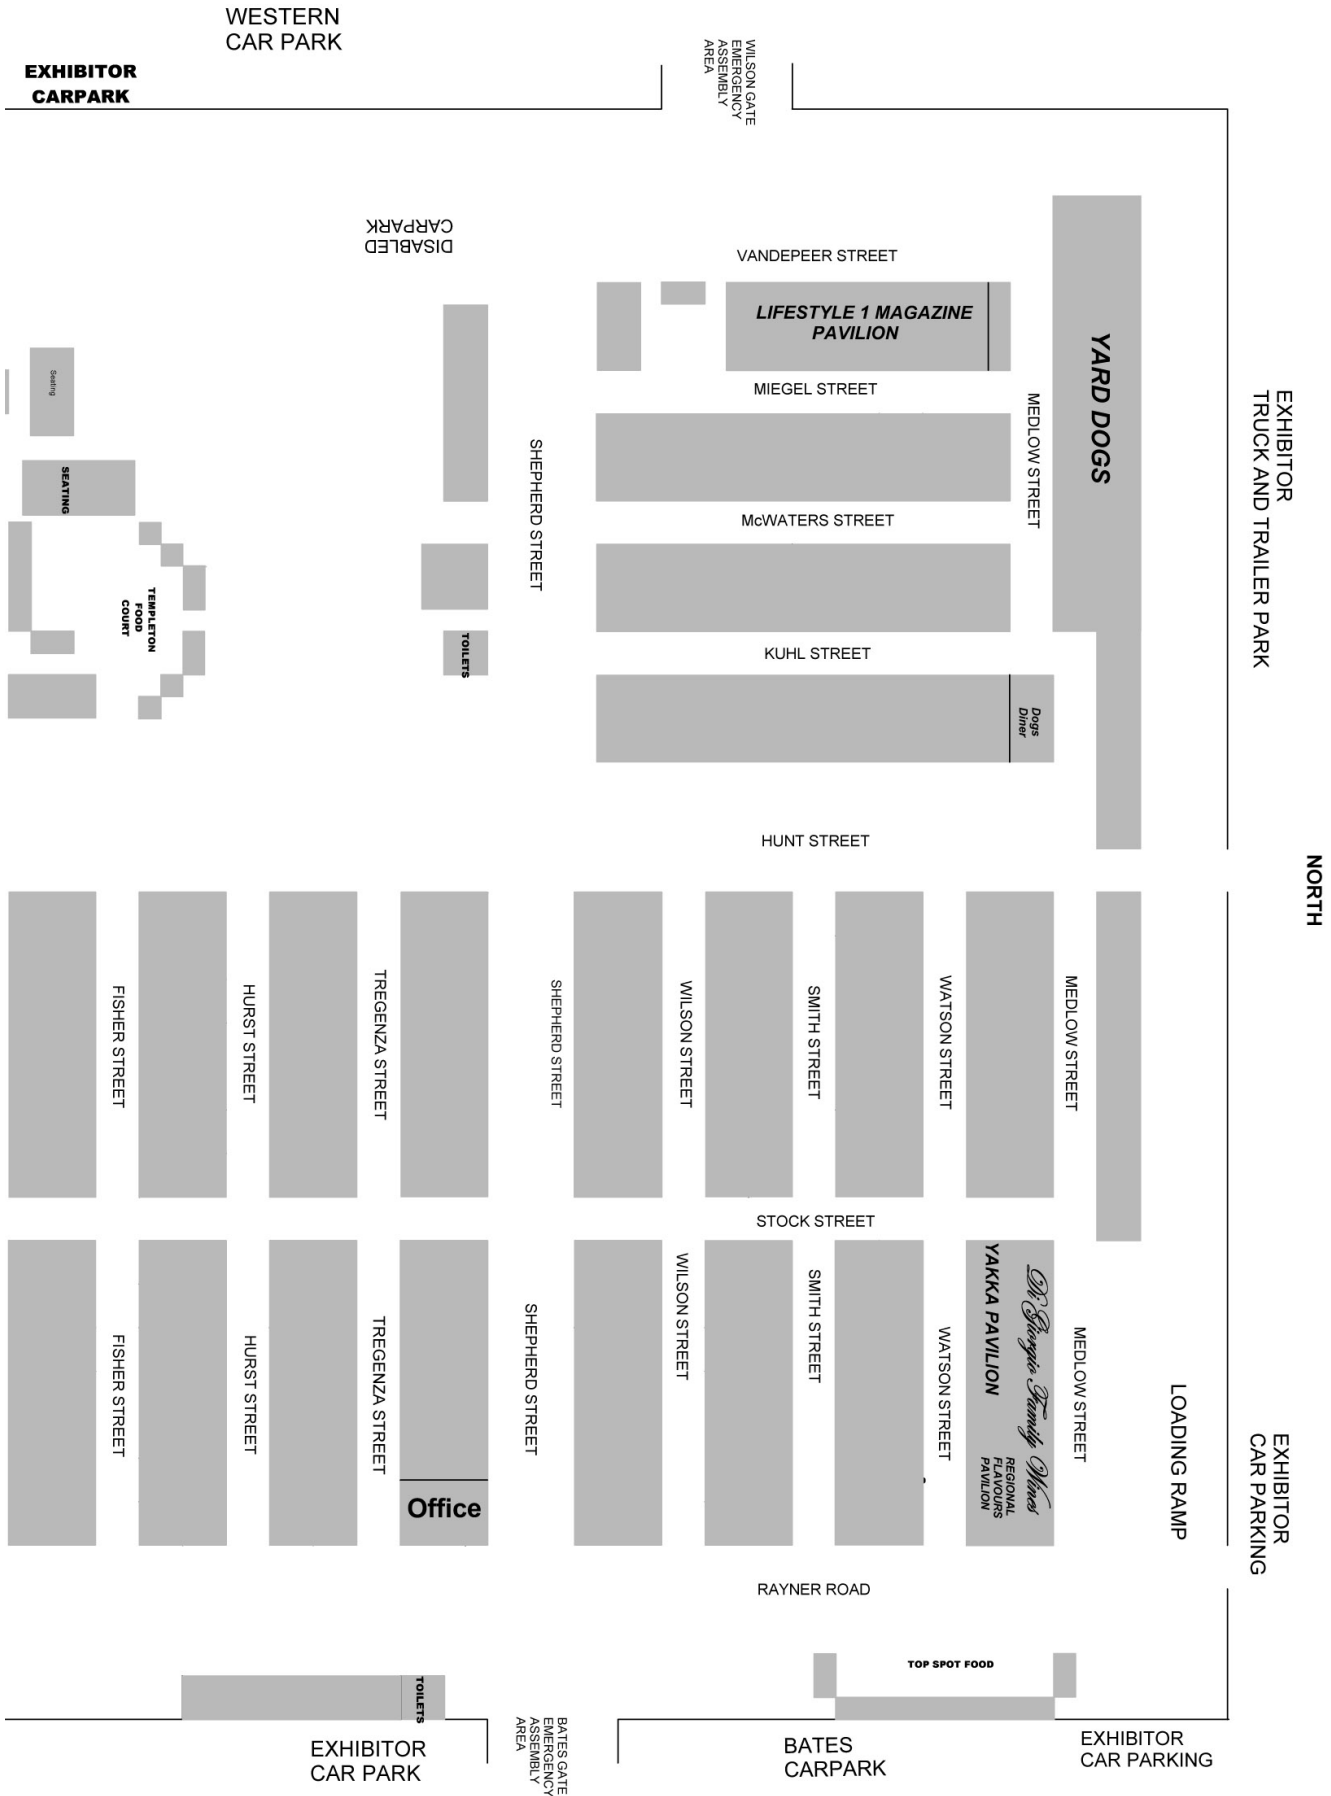 WESTERN
CAR PARK
EXHIBITOR
CARPARK
WILSON GATE
EMERGENCY
ASSEMBLY
AREA
DISABLED
CARPARK
VANDEPEER STREET
LIFESTYLE 1 MAGAZINE
PAVILION
MIEGEL STREET
YARD DOGS
MEDLOW STREET
EXHIBITOR
TRUCK AND TRAILER PARK
Seating
SEATING
SHEPHERD STREET
McWATERS STREET
TEMPLETON
FOOD
COURT
TOILETS
KUHL STREET
Dogs
Diner
HUNT STREET
NORTH
FISHER STREET
HURST STREET
TREGENZA STREET
SHEPHERD STREET
WILSON STREET
SMITH STREET
WATSON STREET
MEDLOW STREET
STOCK STREET
FISHER STREET
HURST STREET
TREGENZA STREET
SHEPHERD STREET
WILSON STREET
SMITH STREET
WATSON STREET
Di Giorgio Family Wines
YAKKA PAVILION
REGIONAL
FLAVOURS
PAVILION
MEDLOW STREET
LOADING RAMP
EXHIBITOR
CAR PARKING
Office
RAYNER ROAD
TOP SPOT FOOD
TOILETS
EXHIBITOR
CAR PARK
BATES GATE
EMERGENCY
ASSEMBLY
AREA
BATES
CARPARK
EXHIBITOR
CAR PARKING